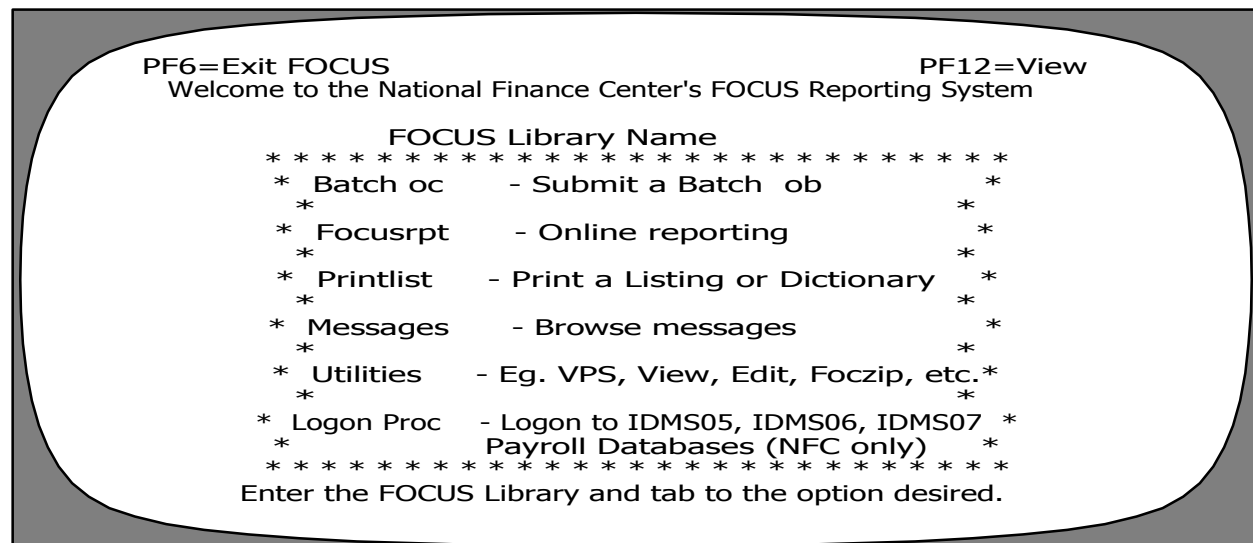 PF6=Exit FOCUS PF12=View
Welcome to the National Finance Center's FOCUS Reporting System
FOCUS Library Name
* * * * * * * * * * * * * * * * * * * * * * * * * * *
* Batch oc - Submit a Batch ob *
* *
* Focusrpt - Online reporting *
* *
* Printlist - Print a Listing or Dictionary *
* *
* Messages - Browse messages *
* *
* Utilities - Eg. VPS, View, Edit, Foczip, etc.*
* *
* Logon Proc - Logon to IDMS05, IDMS06, IDMS07 *
* Payroll Databases (NFC only) *
* * * * * * * * * * * * * * * * * * * * * * * * * * *
Enter the FOCUS Library and tab to the option desired.